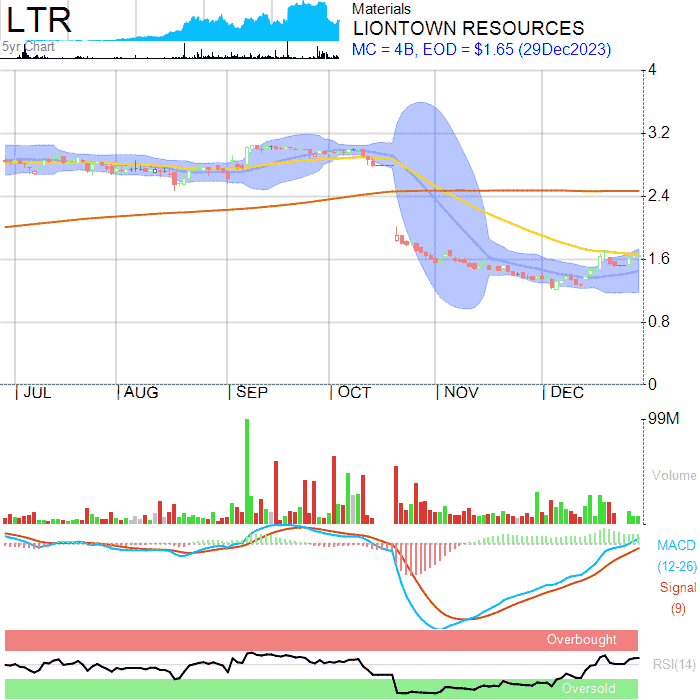 LTR
Materials
LIONTOWN RESOURCES
MC = 4B, EOD = $1.65 (29Dec2023)
5yr Chart
4
3.2
2.4
1.6
0.8
0
| JUL | AUG | SEP | OCT | NOV | DEC
99M
Volume
MACD
(12-26)
Signal
(9)
Overbought
RSI(14)
Oversold